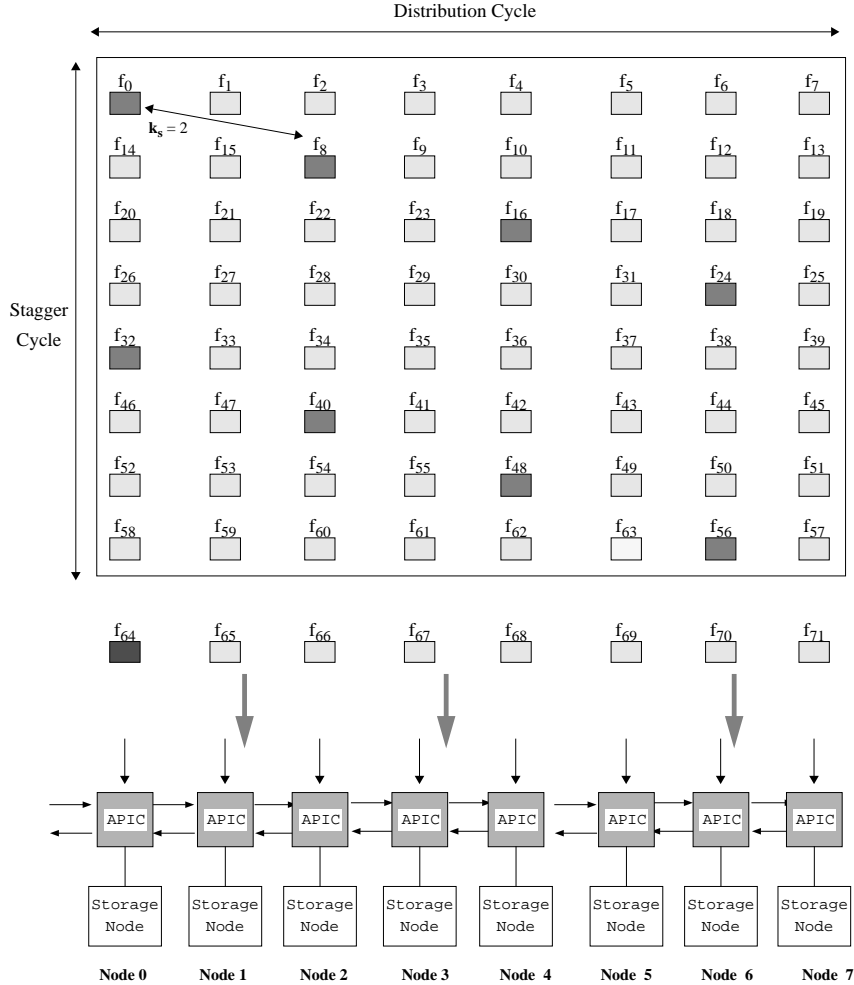 Distribution Cycle
f0 f1 f2 f3 f4 f5 f6 f7
ks = 2
f14 f15 f8 f9 f10 f11 f12 f13
f20 f21 f22 f23 f16 f17 f18 f19
f26 f27 f28 f29 f30 f31 f24 f25
Stagger
Cycle
f32 f33 f34 f35 f36 f37 f38 f39
f46 f47 f40 f41 f42 f43 f44 f45
f52 f53 f54 f55 f48 f49 f50 f51
f58 f59 f60 f61 f62 f63 f56 f57
f64 f65 f66 f67 f68 f69 f70 f71
APIC APIC APIC APIC APIC APIC APIC APIC
Storage Storage Storage Storage Storage Storage Storage Storage
Node Node Node Node Node Node Node Node
Node 0 Node 1 Node 2 Node 3 Node 4 Node 5 Node 6 Node 7